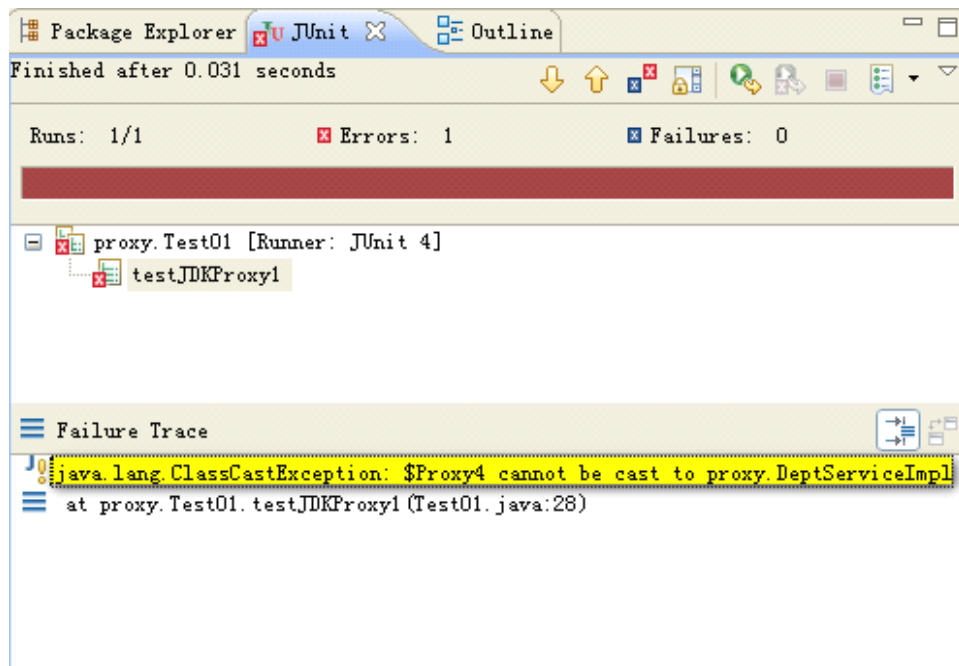 Package Explorer JUnit Outline
Finished after 0.031 seconds
Runs: 1/1 Errors: 1 Failures: 0
proxy.Test01 [Runner: JUnit 4]
testJDKProxy1
Failure Trace
java.lang.ClassCastException: $Proxy4 cannot be cast to proxy.DeptServiceImpl
at proxy.Test01.testJDKProxy1(Test01.java:28)